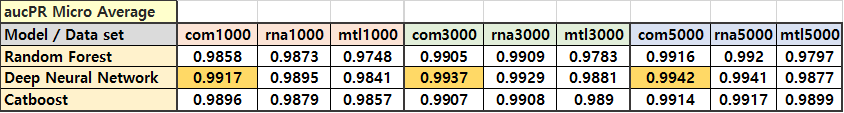 aucPR Micro Average
Model / Data set com1000 rna1000 mtl1000 com3000 rna3000 mtl3000 com5000 rna5000 mtl5000
Random Forest 0.9858 0.9873 0.9748 0.9905 0.9909 0.9783 0.9916 0.992 0.9797
Deep Neural Network 0.9917 0.9895 0.9841 0.9937 0.9929 0.9881 0.9942 0.9941 0.9877
Catboost 0.9896 0.9879 0.9857 0.9907 0.9908 0.989 0.9914 0.9917 0.9899